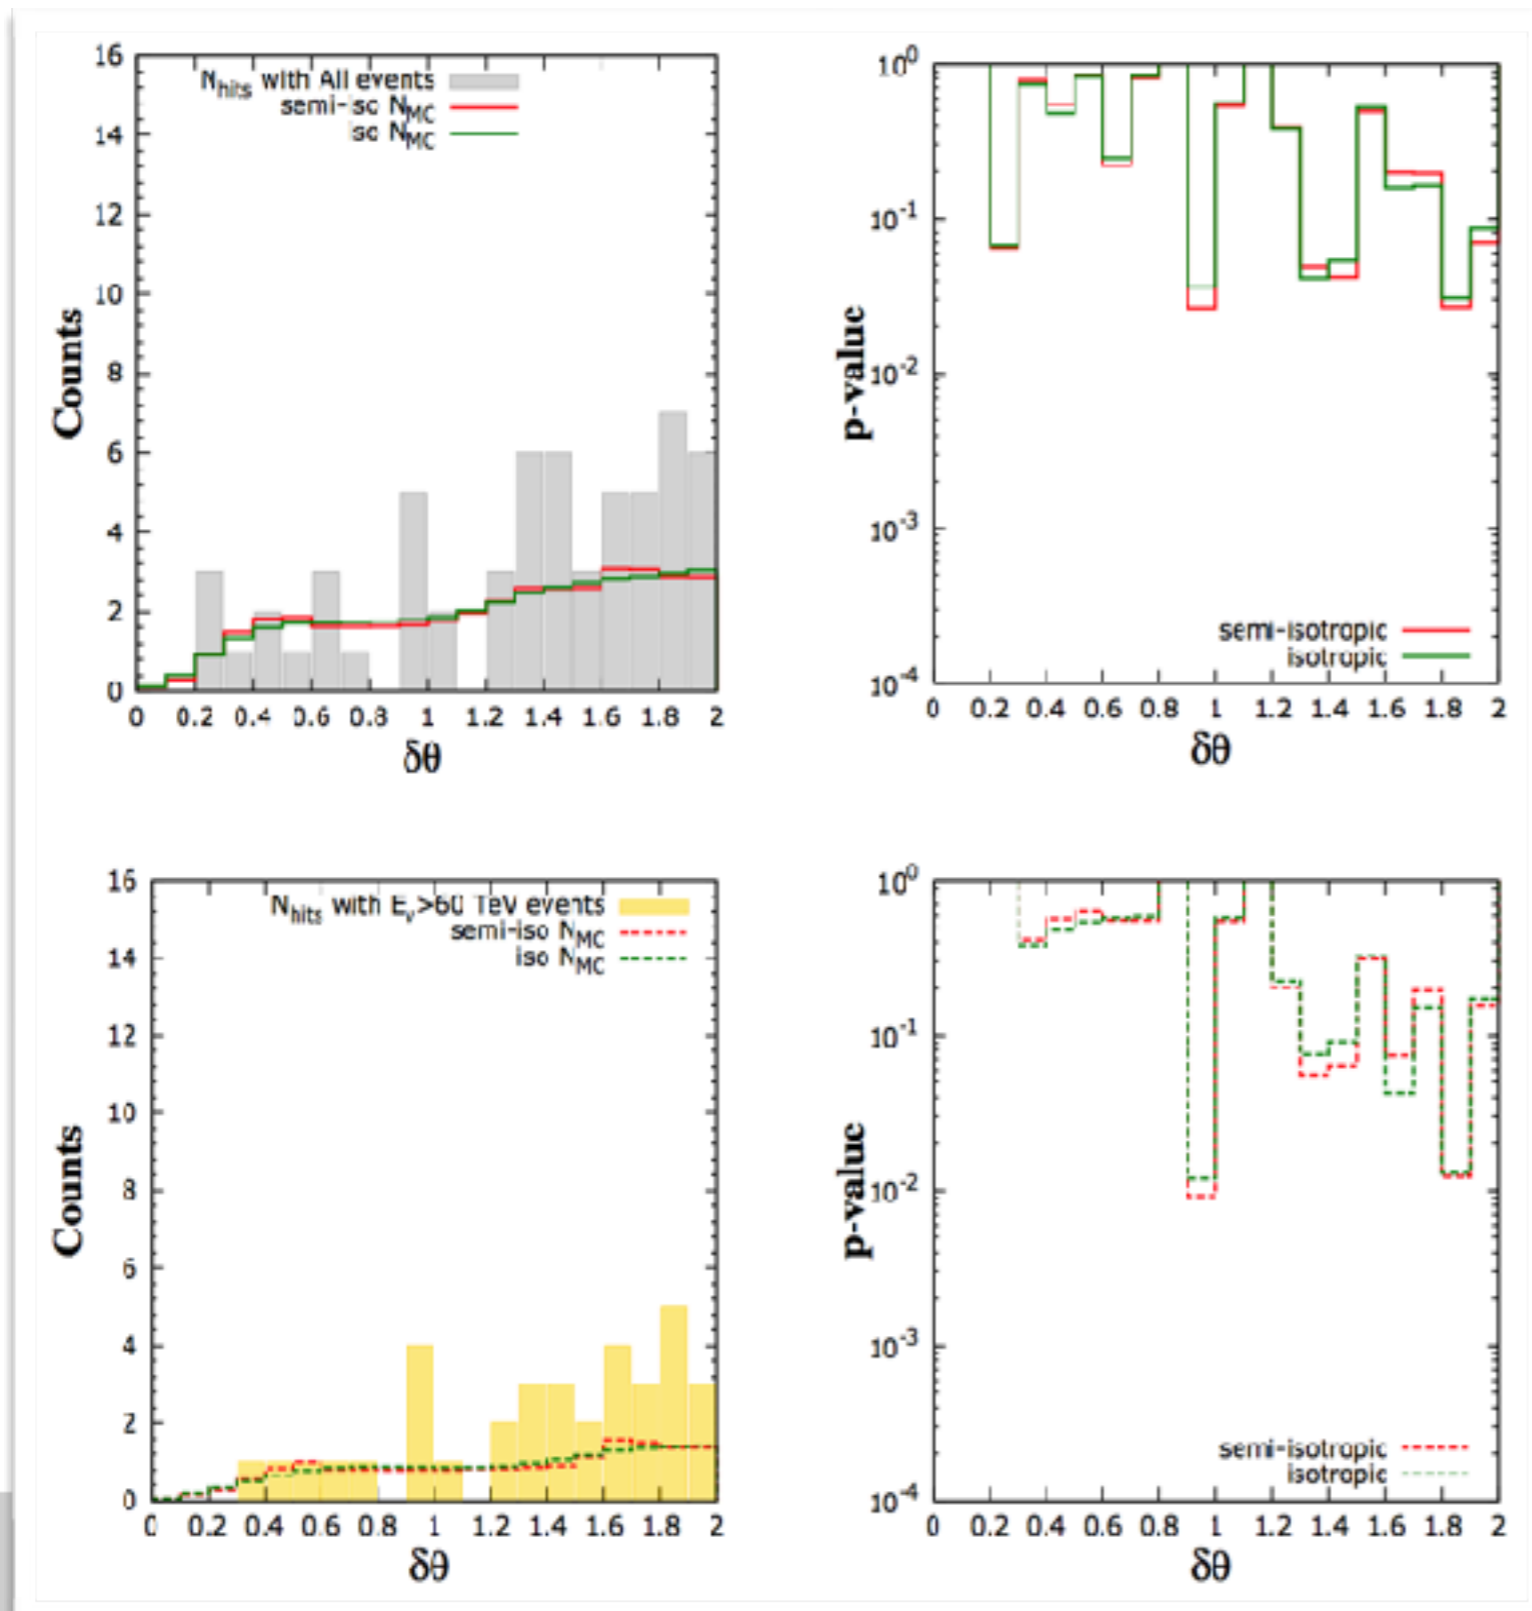 16
14
12
10
8
6
4
2
0
Counts
N_hits with All events
semi-iso N_MC
iso N_MC
0 0.2 0.4 0.6 0.8 1 1.2 1.4 1.6 1.8 2
δθ
10^0
10^-1
10^-2
10^-3
10^-4
p-value
semi-isotropic
isotropic
0 0.2 0.4 0.6 0.8 1 1.2 1.4 1.6 1.8 2
δθ
16
14
12
10
8
6
4
2
0
Counts
N_hits with E_ν>60 TeV events
semi-iso N_MC
iso N_MC
0 0.2 0.4 0.6 0.8 1 1.2 1.4 1.6 1.8 2
δθ
10^0
10^-1
10^-2
10^-3
10^-4
p-value
semi-isotropic
isotropic
0 0.2 0.4 0.6 0.8 1 1.2 1.4 1.6 1.8 2
δθ